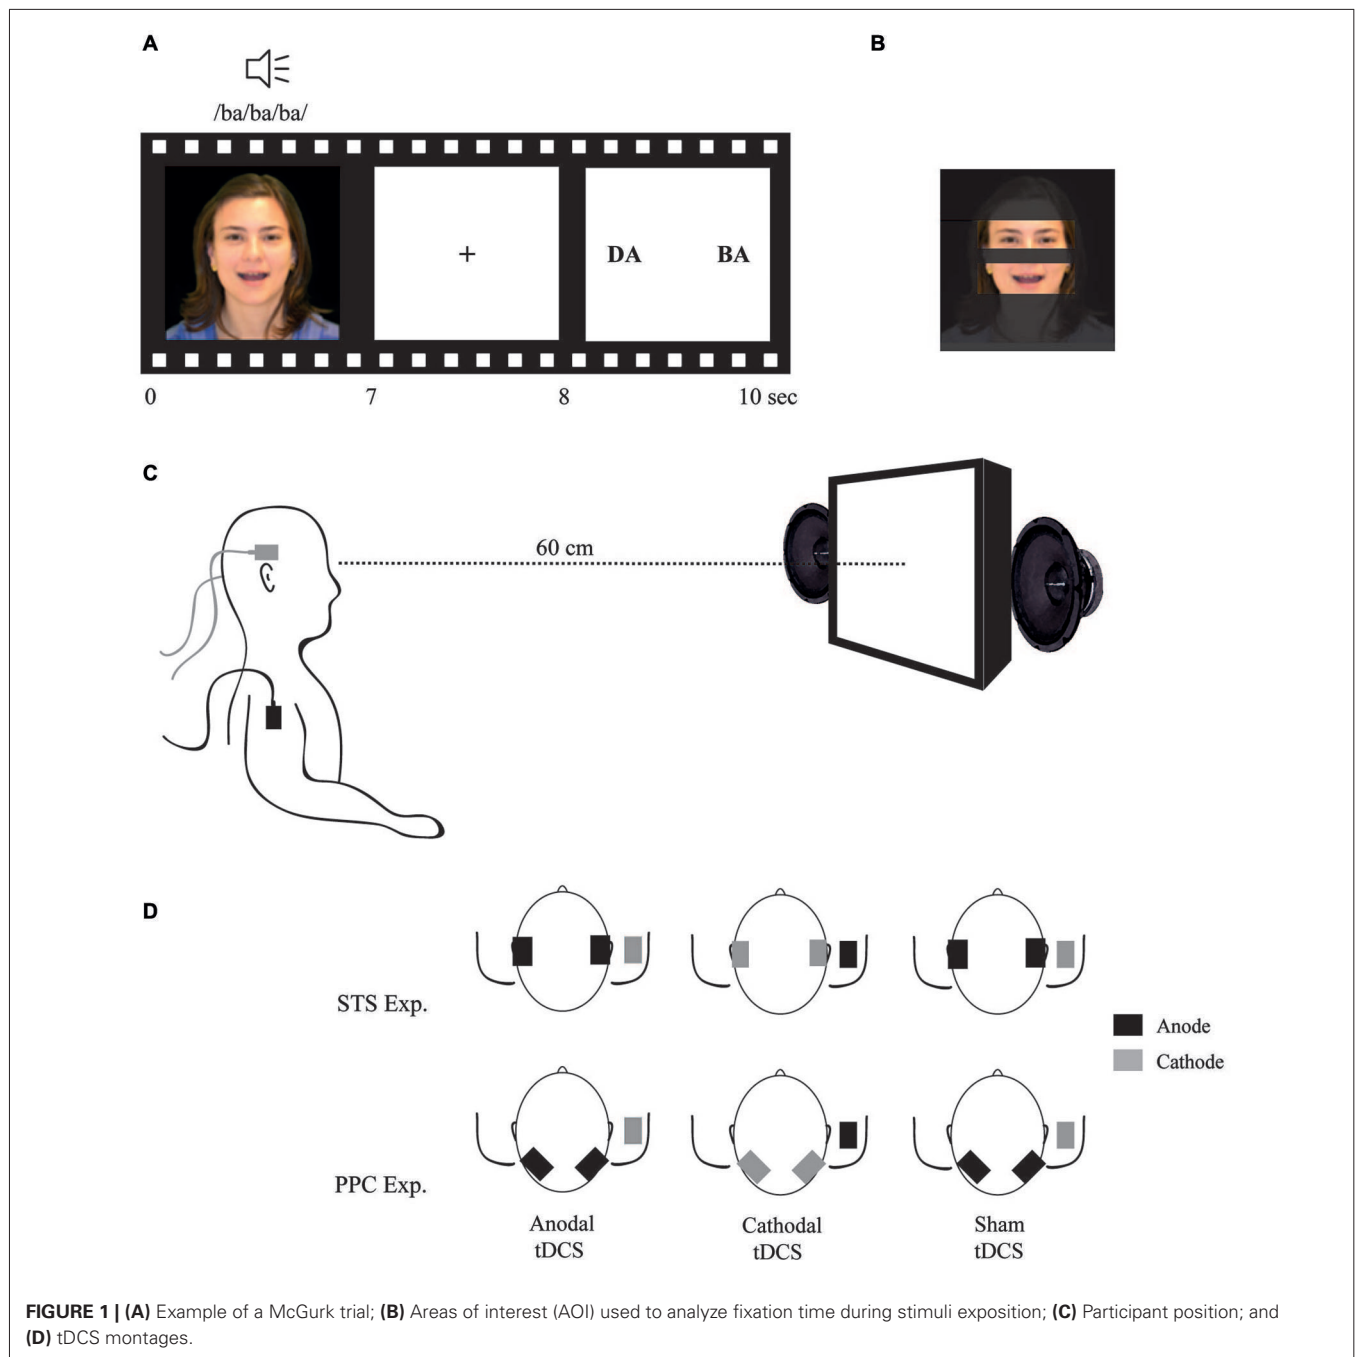 A
B
/ba/ba/ba/
+
DA BA
0 7 8 10 sec
C
60 cm
D
STS Exp.
Anode
Cathode
PPC Exp.
Anodal
tDCS
Cathodal
tDCS
Sham
tDCS
FIGURE 1 | (A) Example of a McGurk trial; (B) Areas of interest (AOI) used to analyze fixation time during stimuli exposition; (C) Participant position; and
(D) tDCS montages.